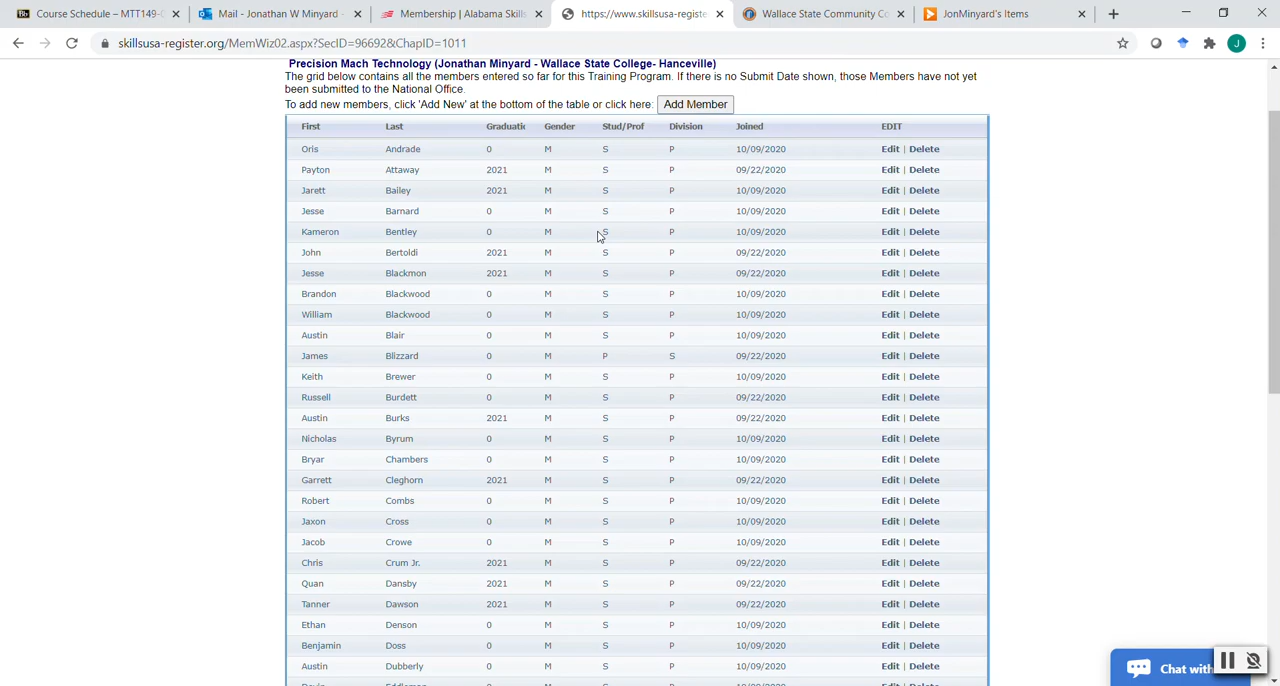 Course Schedule – MTT149-0
Mail - Jonathan W Minyard -
Membership | Alabama Skill
https://www.skillsusa-registe
Wallace State Community Co
JonMinyard's Items
skillsusa-register.org/MemWiz02.aspx?SecID=96692&ChapID=1011
Precision Mach Technology (Jonathan Minyard - Wallace State College- Hanceville)
The grid below contains all the members entered so far for this Training Program. If there is no Submit Date shown, those Members have not yet
been submitted to the National Office.
To add new members, click 'Add New' at the bottom of the table or click here: Add Member
First Last Graduatic Gender Stud/Prof Division Joined EDIT
Oris Andrade 0 M S P 10/09/2020 Edit | Delete
Payton Attaway 2021 M S P 09/22/2020 Edit | Delete
Jarett Bailey 2021 M S P 10/09/2020 Edit | Delete
Jesse Barnard 0 M S P 10/09/2020 Edit | Delete
Kameron Bentley 0 M S P 10/09/2020 Edit | Delete
John Bertoldi 2021 M S P 09/22/2020 Edit | Delete
Jesse Blackmon 2021 M S P 09/22/2020 Edit | Delete
Brandon Blackwood 0 M S P 10/09/2020 Edit | Delete
William Blackwood 0 M S P 10/09/2020 Edit | Delete
Austin Blair 0 M S P 10/09/2020 Edit | Delete
James Blizzard 0 M P S 09/22/2020 Edit | Delete
Keith Brewer 0 M S P 10/09/2020 Edit | Delete
Russell Burdett 0 M S P 09/22/2020 Edit | Delete
Austin Burks 2021 M S P 09/22/2020 Edit | Delete
Nicholas Byrum 0 M S P 10/09/2020 Edit | Delete
Bryar Chambers 0 M S P 10/09/2020 Edit | Delete
Garrett Cleghorn 2021 M S P 09/22/2020 Edit | Delete
Robert Combs 0 M S P 10/09/2020 Edit | Delete
Jaxon Cross 0 M S P 10/09/2020 Edit | Delete
Jacob Crowe 0 M S P 10/09/2020 Edit | Delete
Chris Crum Jr. 2021 M S P 09/22/2020 Edit | Delete
Quan Dansby 2021 M S P 09/22/2020 Edit | Delete
Tanner Dawson 2021 M S P 09/22/2020 Edit | Delete
Ethan Denson 0 M S P 10/09/2020 Edit | Delete
Benjamin Doss 0 M S P 10/09/2020 Edit | Delete
Austin Dubberly 0 M S P 10/09/2020 Edit | Delete
Chat with